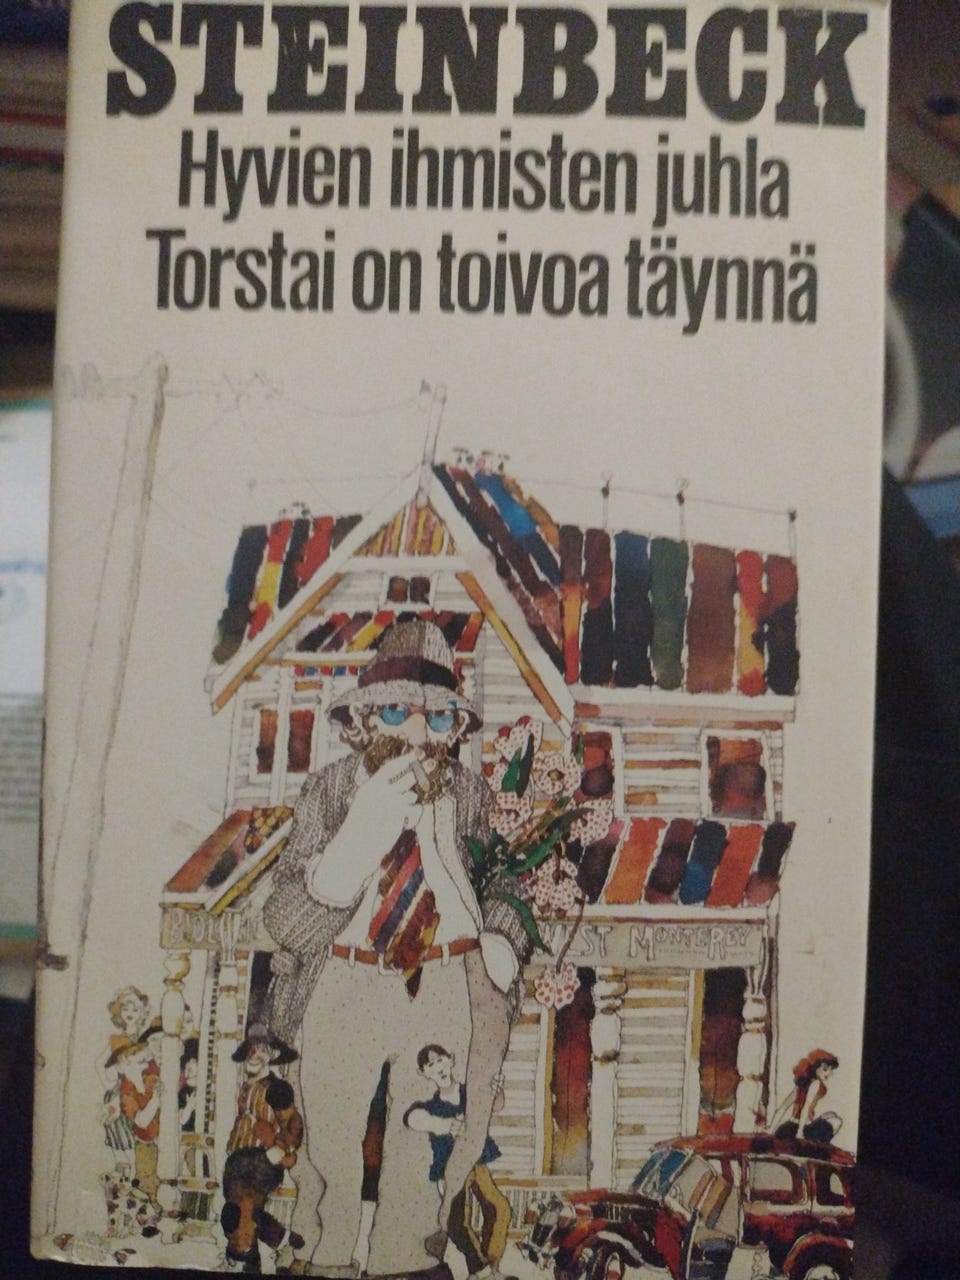 STEINBECK
Hyvien ihmisten juhla
Torstai on toivoa täynnä
WEST MONTEREY